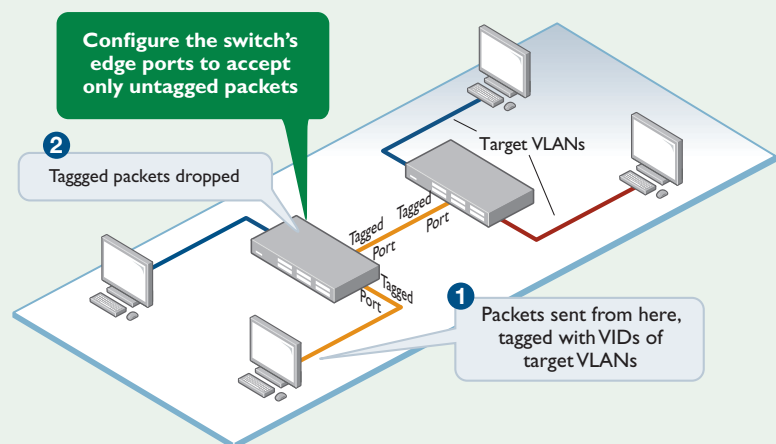 Configure the switch's
edge ports to accept
only untagged packets
2
Taggged packets dropped
Target VLANs
Tagged
Port
Tagged
Port
Tagged
Port
1
Packets sent from here,
tagged with VIDs of
target VLANs